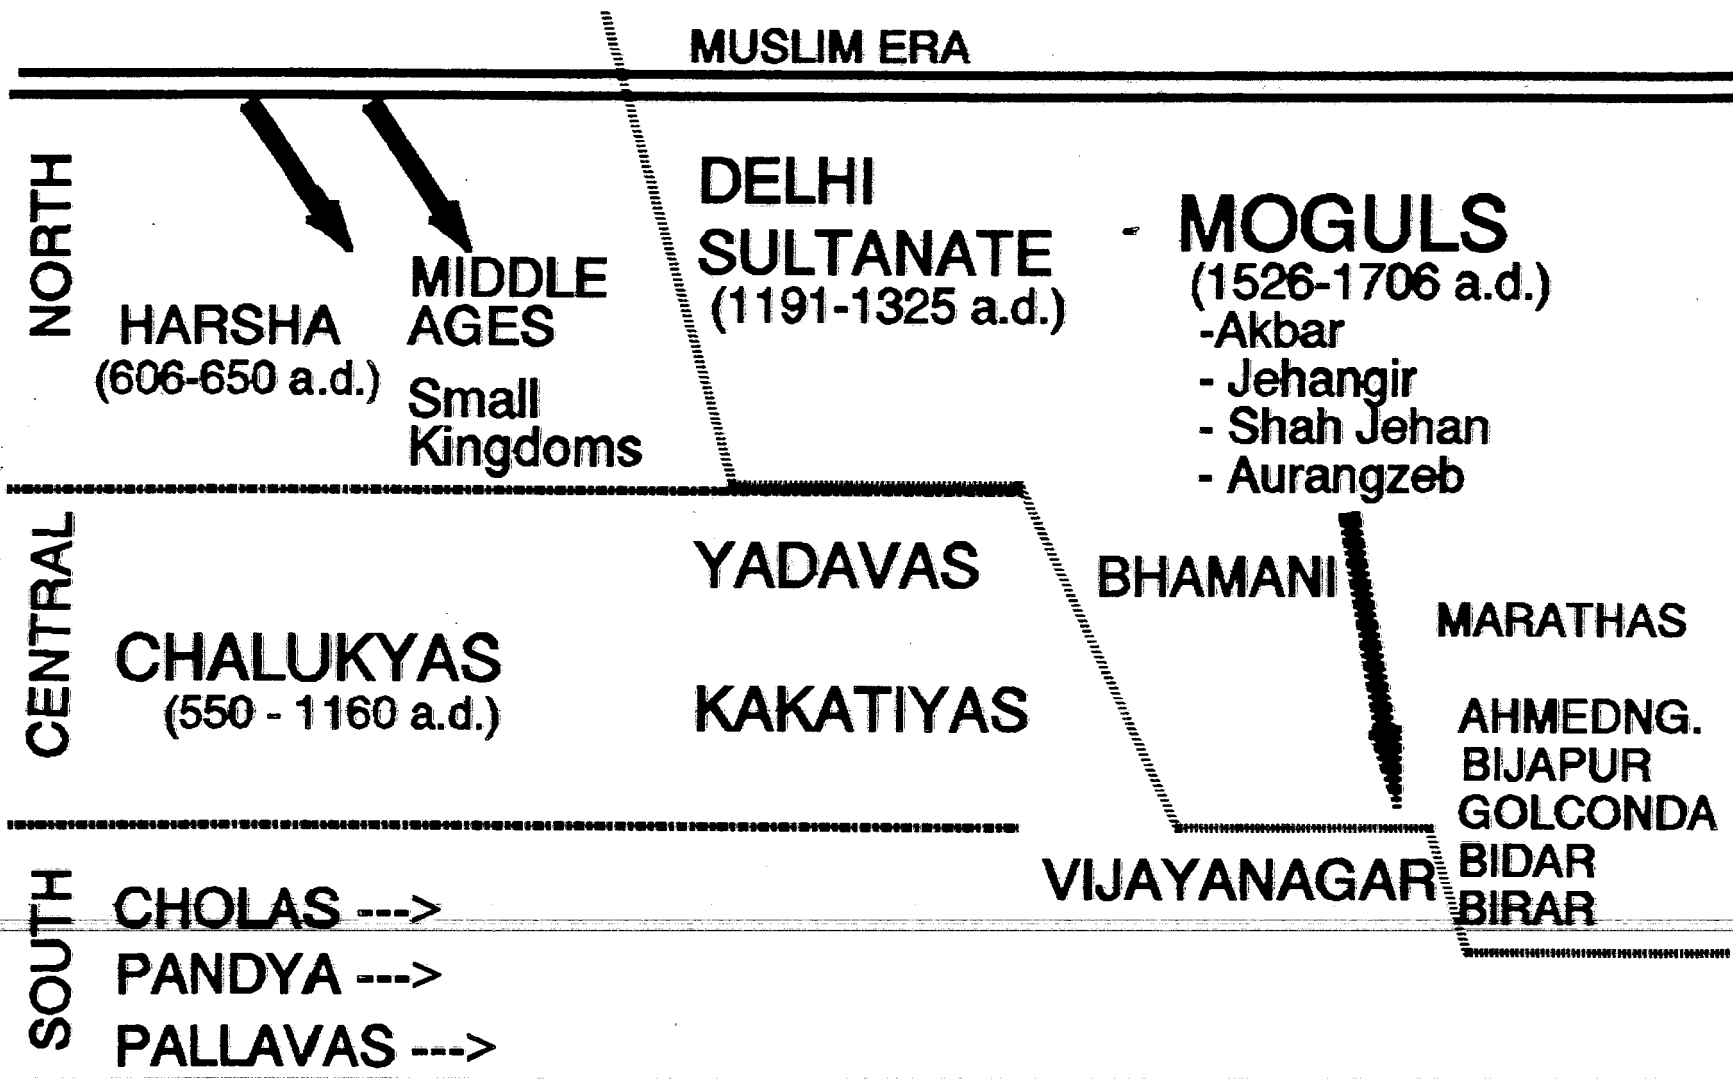 MUSLIM ERA
NORTH
HARSHA
(606-650 a.d.)
MIDDLE
AGES
Small
Kingdoms
DELHI
SULTANATE
(1191-1325 a.d.)
- MOGULS
(1526-1706 a.d.)
-Akbar
- Jehangir
- Shah Jehan
- Aurangzeb
CENTRAL
CHALUKYAS
(550 - 1160 a.d.)
YADAVAS
KAKATIYAS
BHAMANI
MARATHAS
AHMEDNG.
BIJAPUR
GOLCONDA
BIDAR
BIRAR
SOUTH
CHOLAS --->
PANDYA --->
PALLAVAS --->
VIJAYANAGAR